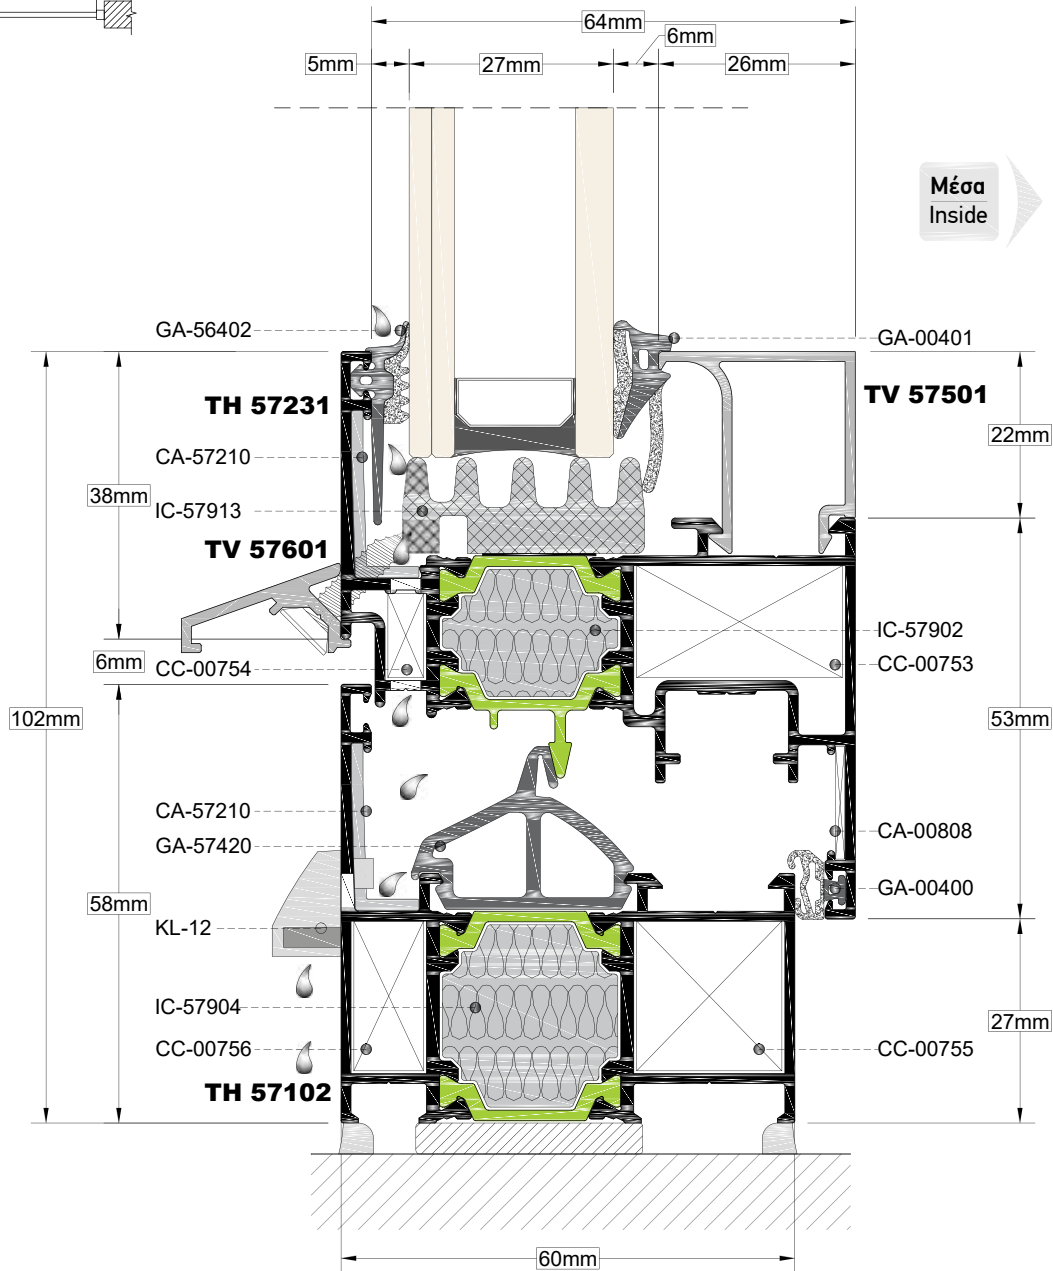 64mm
6mm
5mm
27mm
26mm
Μέσα
Inside
GA-56402
GA-00401
TH 57231
TV 57501
CA-57210
22mm
38mm
IC-57913
TV 57601
IC-57902
6mm
CC-00754
CC-00753
102mm
53mm
CA-57210
CA-00808
GA-57420
GA-00400
58mm
KL-12
IC-57904
27mm
CC-00756
CC-00755
TH 57102
60mm